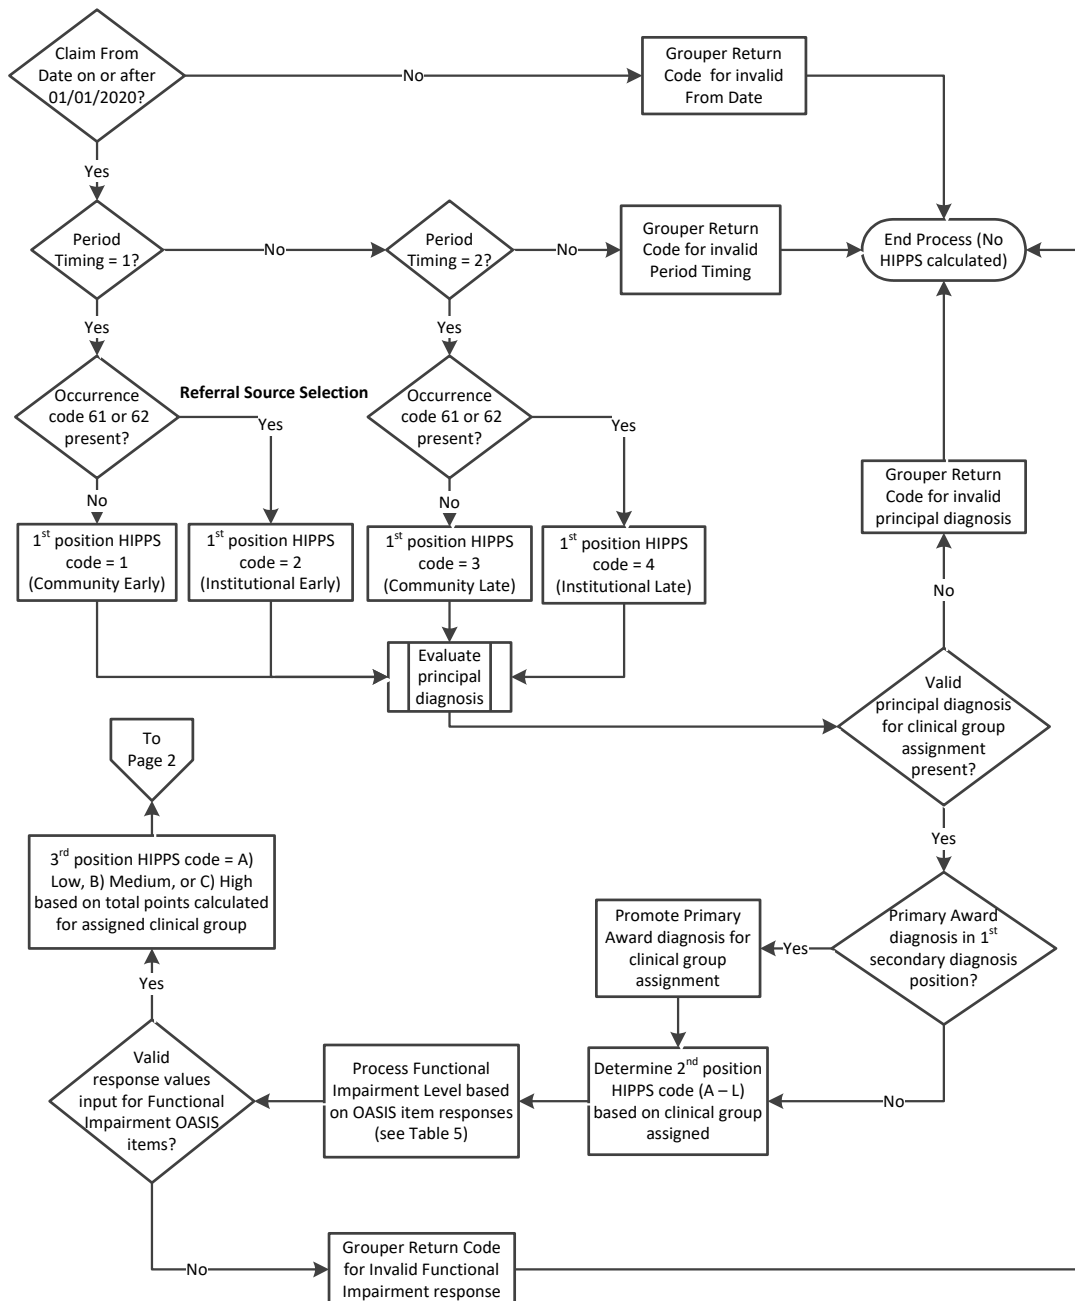 Claim From
Date on or after
01/01/2020?
No
Grouper Return
Code for invalid
From Date
Yes
Period
Timing = 1?
No
Period
Timing = 2?
No
Grouper Return
Code for invalid
Period Timing
End Process (No
HIPPS calculated)
Yes
Yes
Occurrence
code 61 or 62
present?
Referral Source Selection
Yes
Occurrence
code 61 or 62
present?
Yes
Grouper Return
Code for invalid
principal diagnosis
No
No
1st position HIPPS
code = 1
(Community Early)
1st position HIPPS
code = 2
(Institutional Early)
1st position HIPPS
code = 3
(Community Late)
1st position HIPPS
code = 4
(Institutional Late)
No
Evaluate
principal
diagnosis
Valid
principal diagnosis
for clinical group
assignment
present?
To
Page 2
Yes
3rd position HIPPS code = A)
Low, B) Medium, or C) High
based on total points calculated
for assigned clinical group
Promote Primary
Award diagnosis for
clinical group
assignment
Yes
Primary Award
diagnosis in 1st
secondary diagnosis
position?
Yes
Valid
response values
input for Functional
Impairment OASIS
items?
Process Functional
Impairment Level based
on OASIS item responses
(see Table 5)
Determine 2nd position
HIPPS code (A – L)
based on clinical group
assigned
No
No
Grouper Return Code
for Invalid Functional
Impairment response